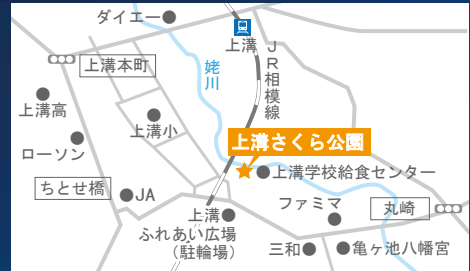 ダイエー
上溝
JR相模線
姥川
上溝本町
上溝高
上溝小
上溝さくら公園
ローソン
上溝学校給食センター
ちとせ橋
JA
ファミマ
丸崎
上溝
ふれあい広場
(駐輪場)
三和
亀ヶ池八幡宮